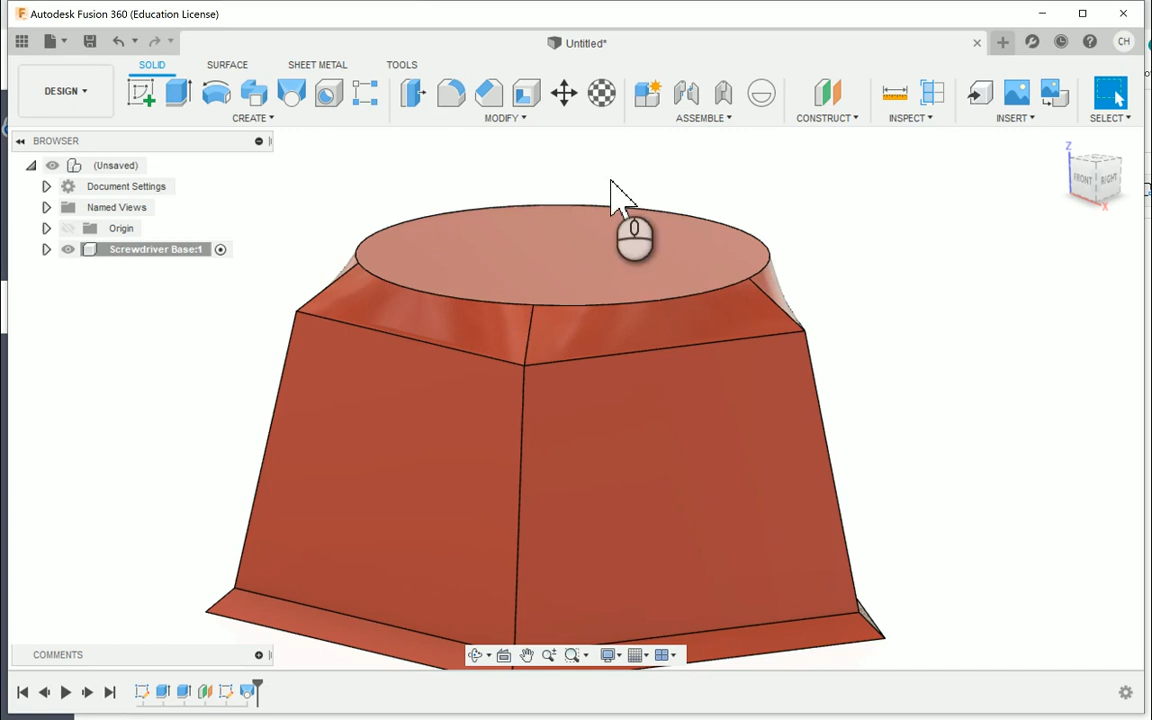 Autodesk Fusion 360 (Education License)
Untitled*
CH
SOLID SURFACE SHEET METAL TOOLS
DESIGN
CREATE MODIFY ASSEMBLE CONSTRUCT INSPECT INSERT SELECT
BROWSER
(Unsaved)
Document Settings
Named Views
Origin
Screwdriver Base:1
Z
FRONT RIGHT
X
COMMENTS